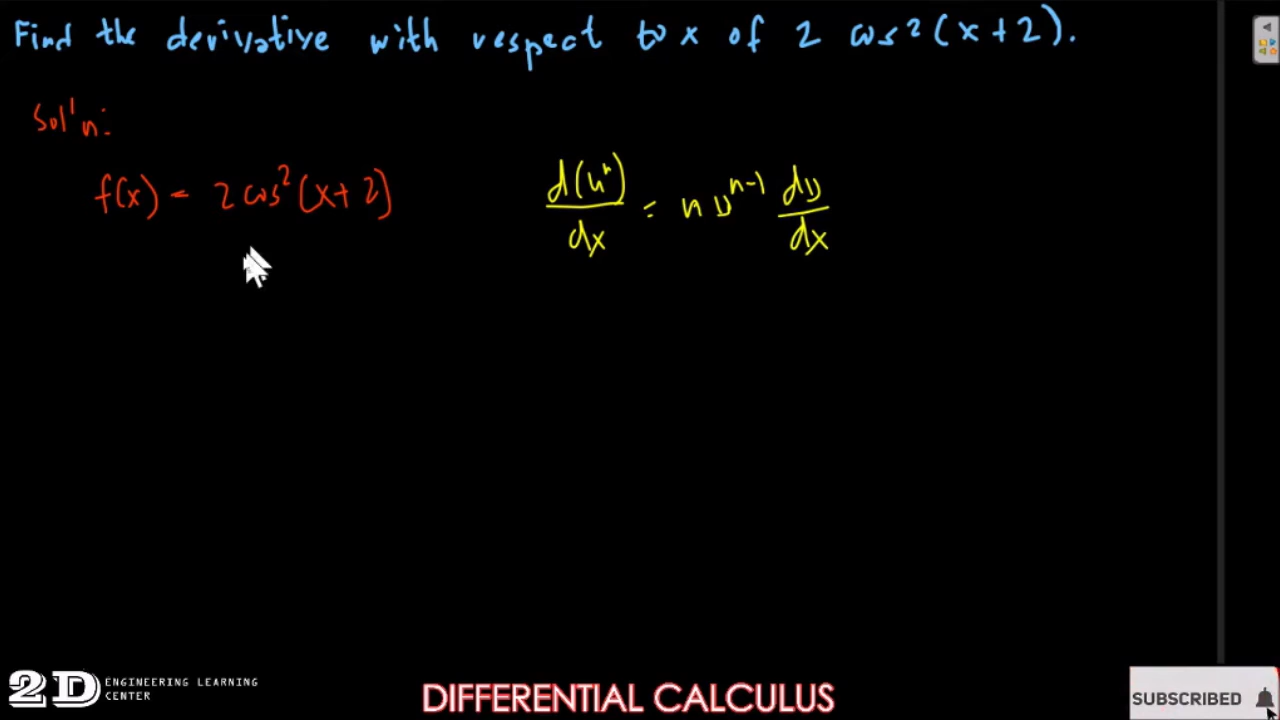 Find the derivative with respect to x of 2 cos²(x+2).
Sol'n:
f(x) = 2 cos²(x+2)
d(uⁿ)/dx = n u^(n-1) du/dx
2D ENGINEERING LEARNING
CENTER
DIFFERENTIAL CALCULUS
SUBSCRIBED